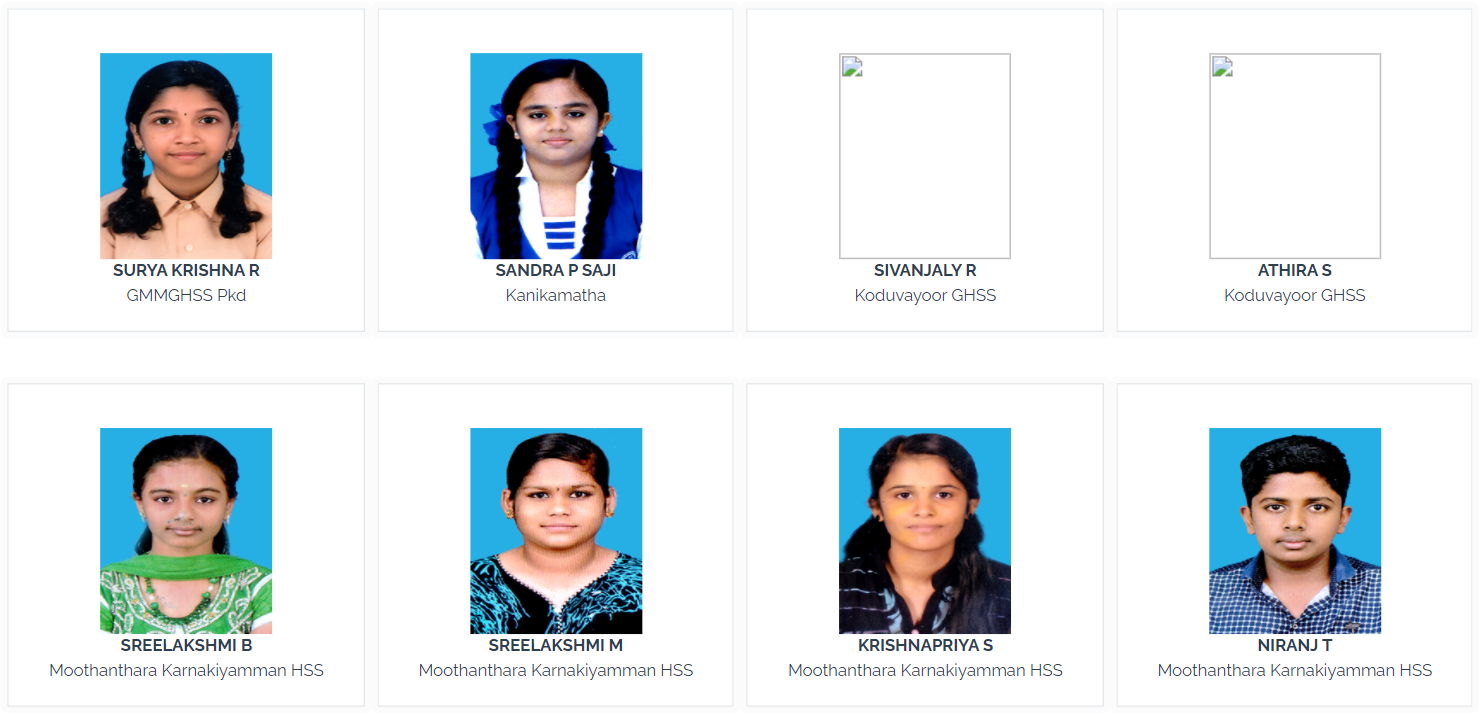 SURYA KRISHNA R
GMMGHSS Pkd
SANDRA P SAJI
Kanikamatha
SIVANJALY R
Koduvayoor GHSS
ATHIRA S
Koduvayoor GHSS
SREELAKSHMI B
Moothanthara Karnakiyamman HSS
SREELAKSHMI M
Moothanthara Karnakiyamman HSS
KRISHNAPRIYA S
Moothanthara Karnakiyamman HSS
NIRANJ T
Moothanthara Karnakiyamman HSS